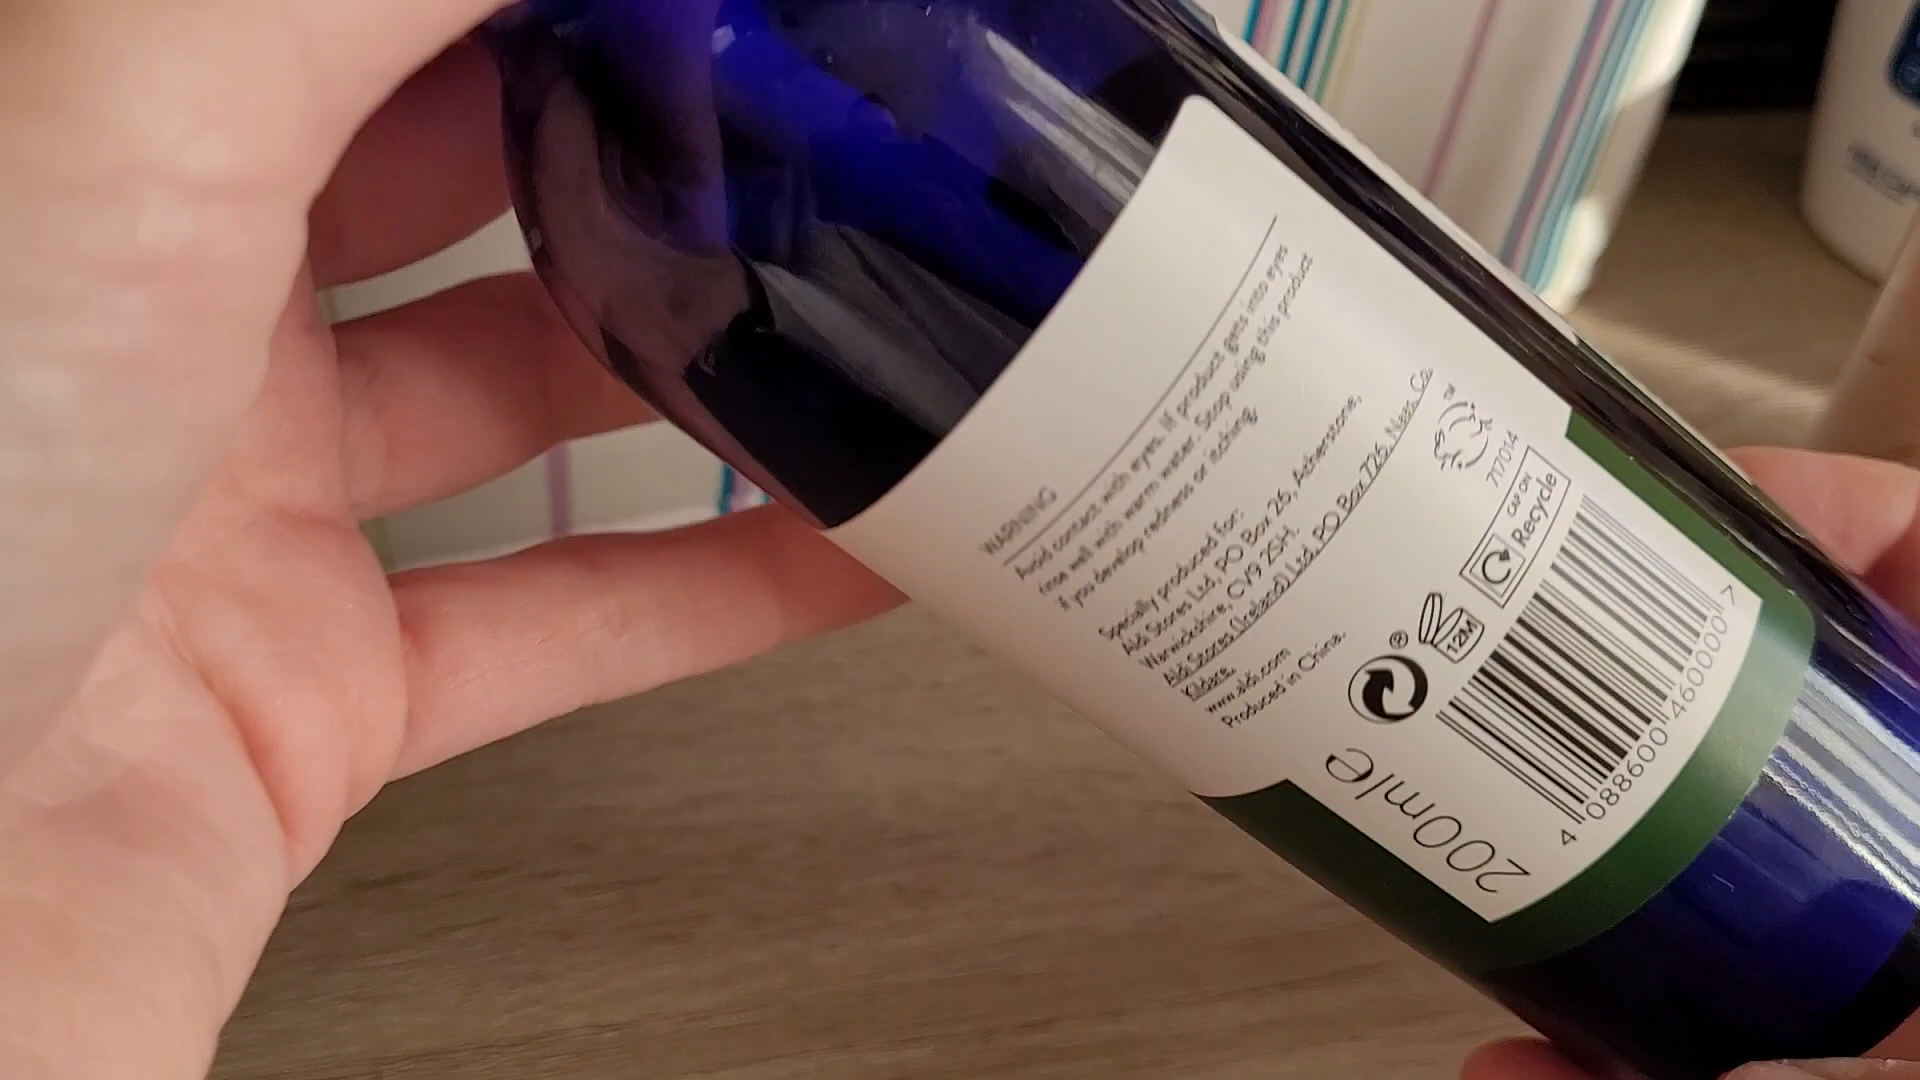 WARNING
Avoid contact with eyes. If product gets into eyes
rinse well with warm water. Stop using this product
if you develop redness or itching.
Specially produced for:
Aldi Stores Ltd, PO Box 26, Atherstone,
Warwickshire, CV9 2SH.
Aldi Stores (Ireland) Ltd, PO Box 726, Naas, Co.
Kildare.
www.aldi.com
Produced in China.
TM
717014
CAP ON
Recycle
12M
®
200ml e
4 088600 460007